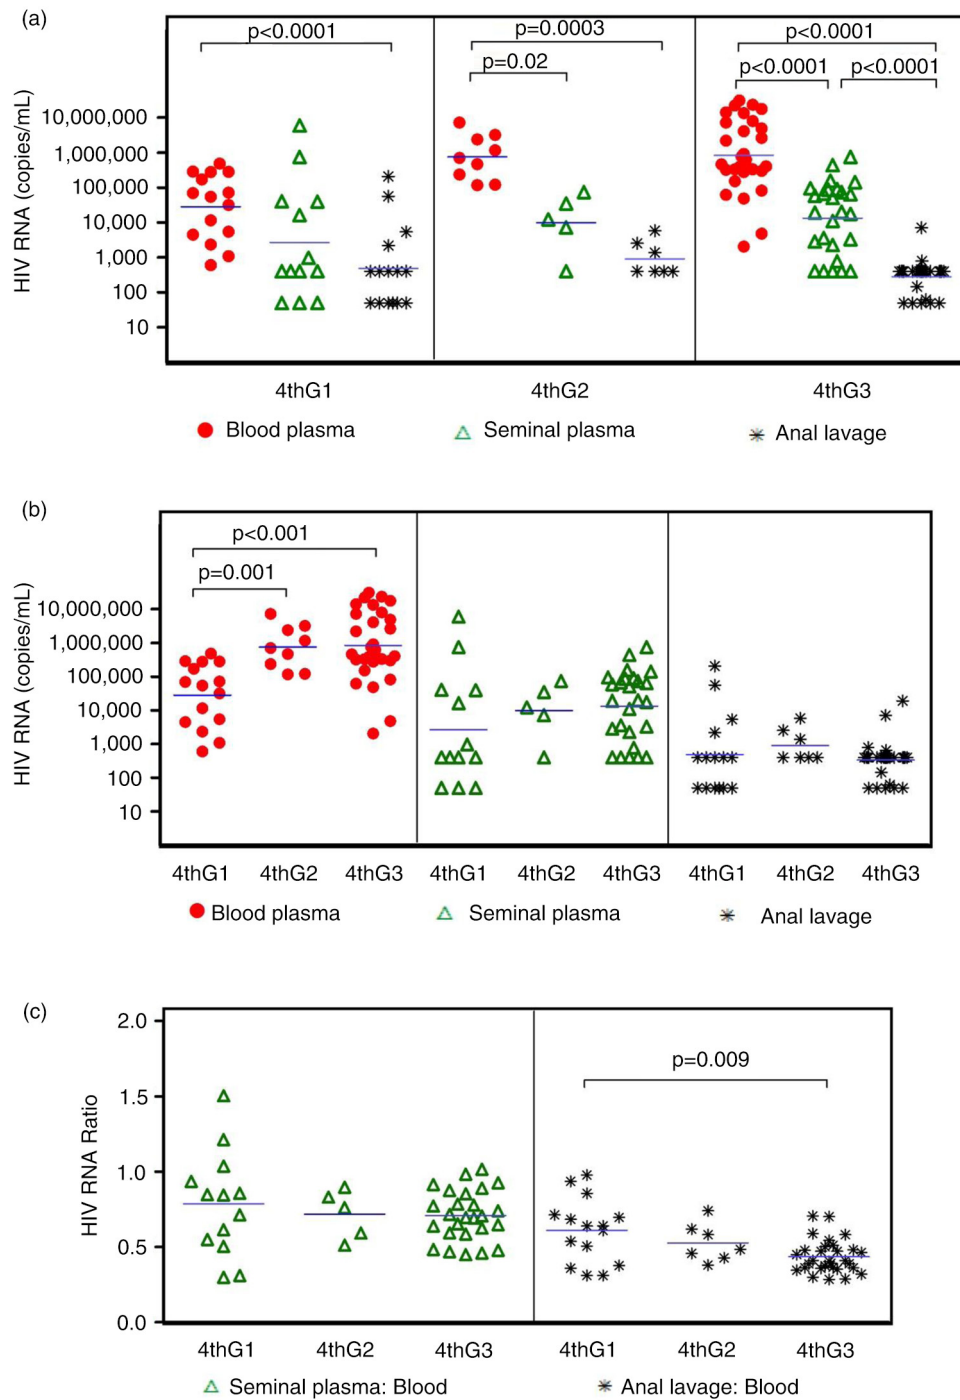 (a)
p<0.0001
p=0.0003
p<0.0001
p=0.02
p<0.0001
p<0.0001
HIV RNA (copies/mL)
10,000,000
1,000,000
100,000
10,000
1,000
100
10
4thG1
4thG2
4thG3
Blood plasma
Seminal plasma
Anal lavage
(b)
p<0.001
p=0.001
HIV RNA (copies/mL)
10,000,000
1,000,000
100,000
10,000
1,000
100
10
4thG1
4thG2
4thG3
4thG1
4thG2
4thG3
4thG1
4thG2
4thG3
Blood plasma
Seminal plasma
Anal lavage
(c)
p=0.009
HIV RNA Ratio
2.0
1.5
1.0
0.5
0.0
4thG1
4thG2
4thG3
4thG1
4thG2
4thG3
Seminal plasma: Blood
Anal lavage: Blood